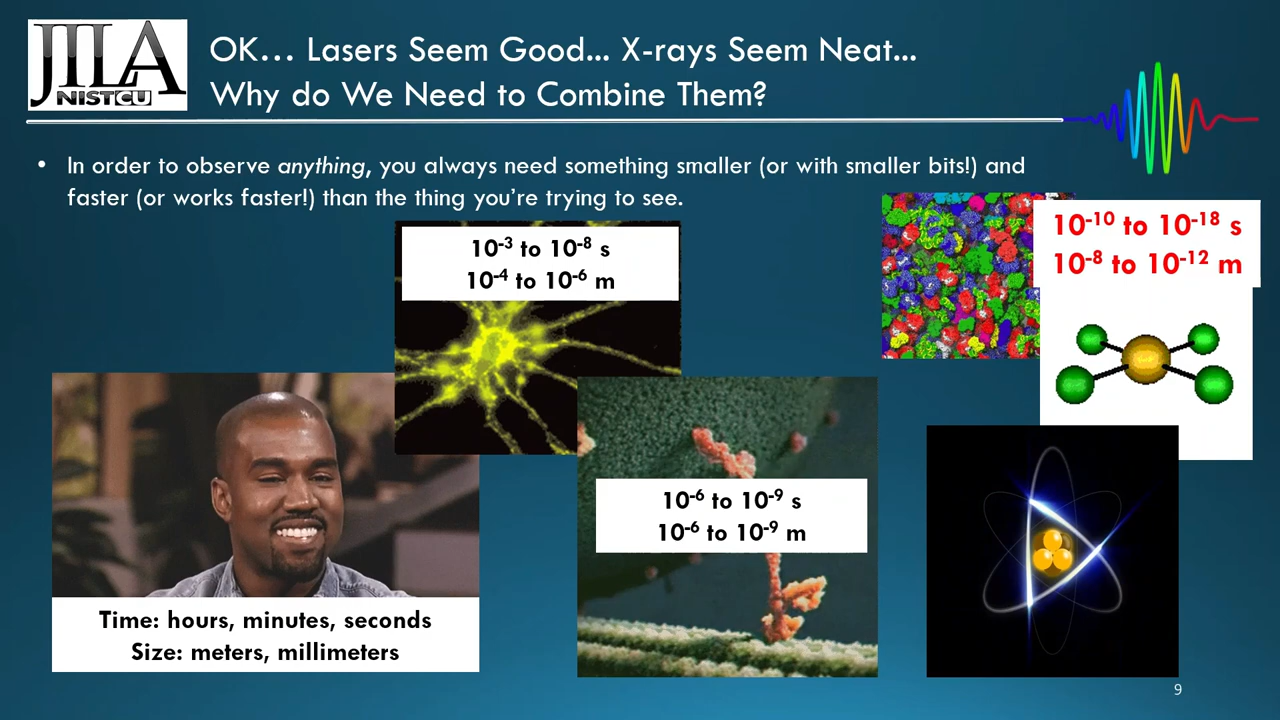 JILA
NIST CU
OK... Lasers Seem Good... X-rays Seem Neat...
Why do We Need to Combine Them?
• In order to observe anything, you always need something smaller (or with smaller bits!) and
faster (or works faster!) than the thing you're trying to see.
10⁻³ to 10⁻⁸ s
10⁻⁴ to 10⁻⁶ m
10⁻¹⁰ to 10⁻¹⁸ s
10⁻⁸ to 10⁻¹² m
10⁻⁶ to 10⁻⁹ s
10⁻⁶ to 10⁻⁹ m
Time: hours, minutes, seconds
Size: meters, millimeters
9